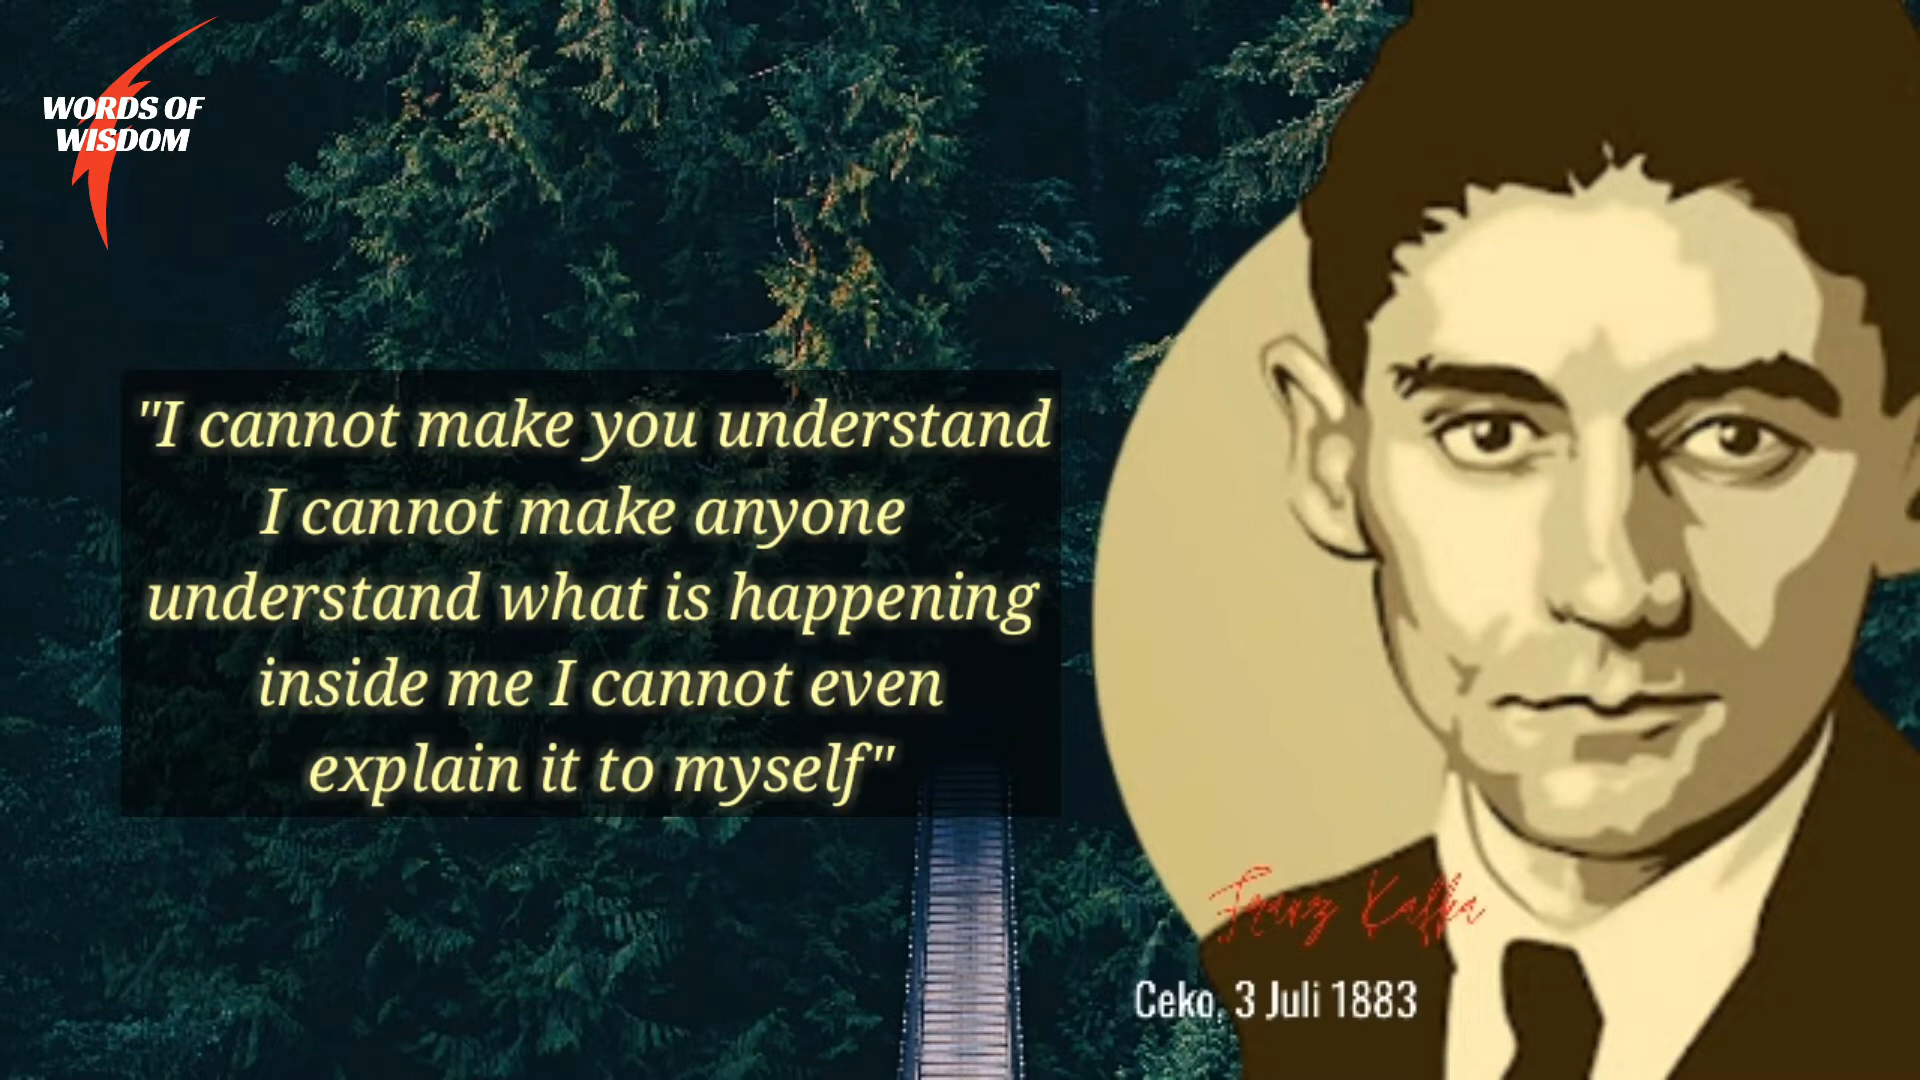 WORDS OF
WISDOM
"I cannot make you understand
I cannot make anyone
understand what is happening
inside me I cannot even
explain it to myself"
Franz Kafka
Ceko, 3 Juli 1883